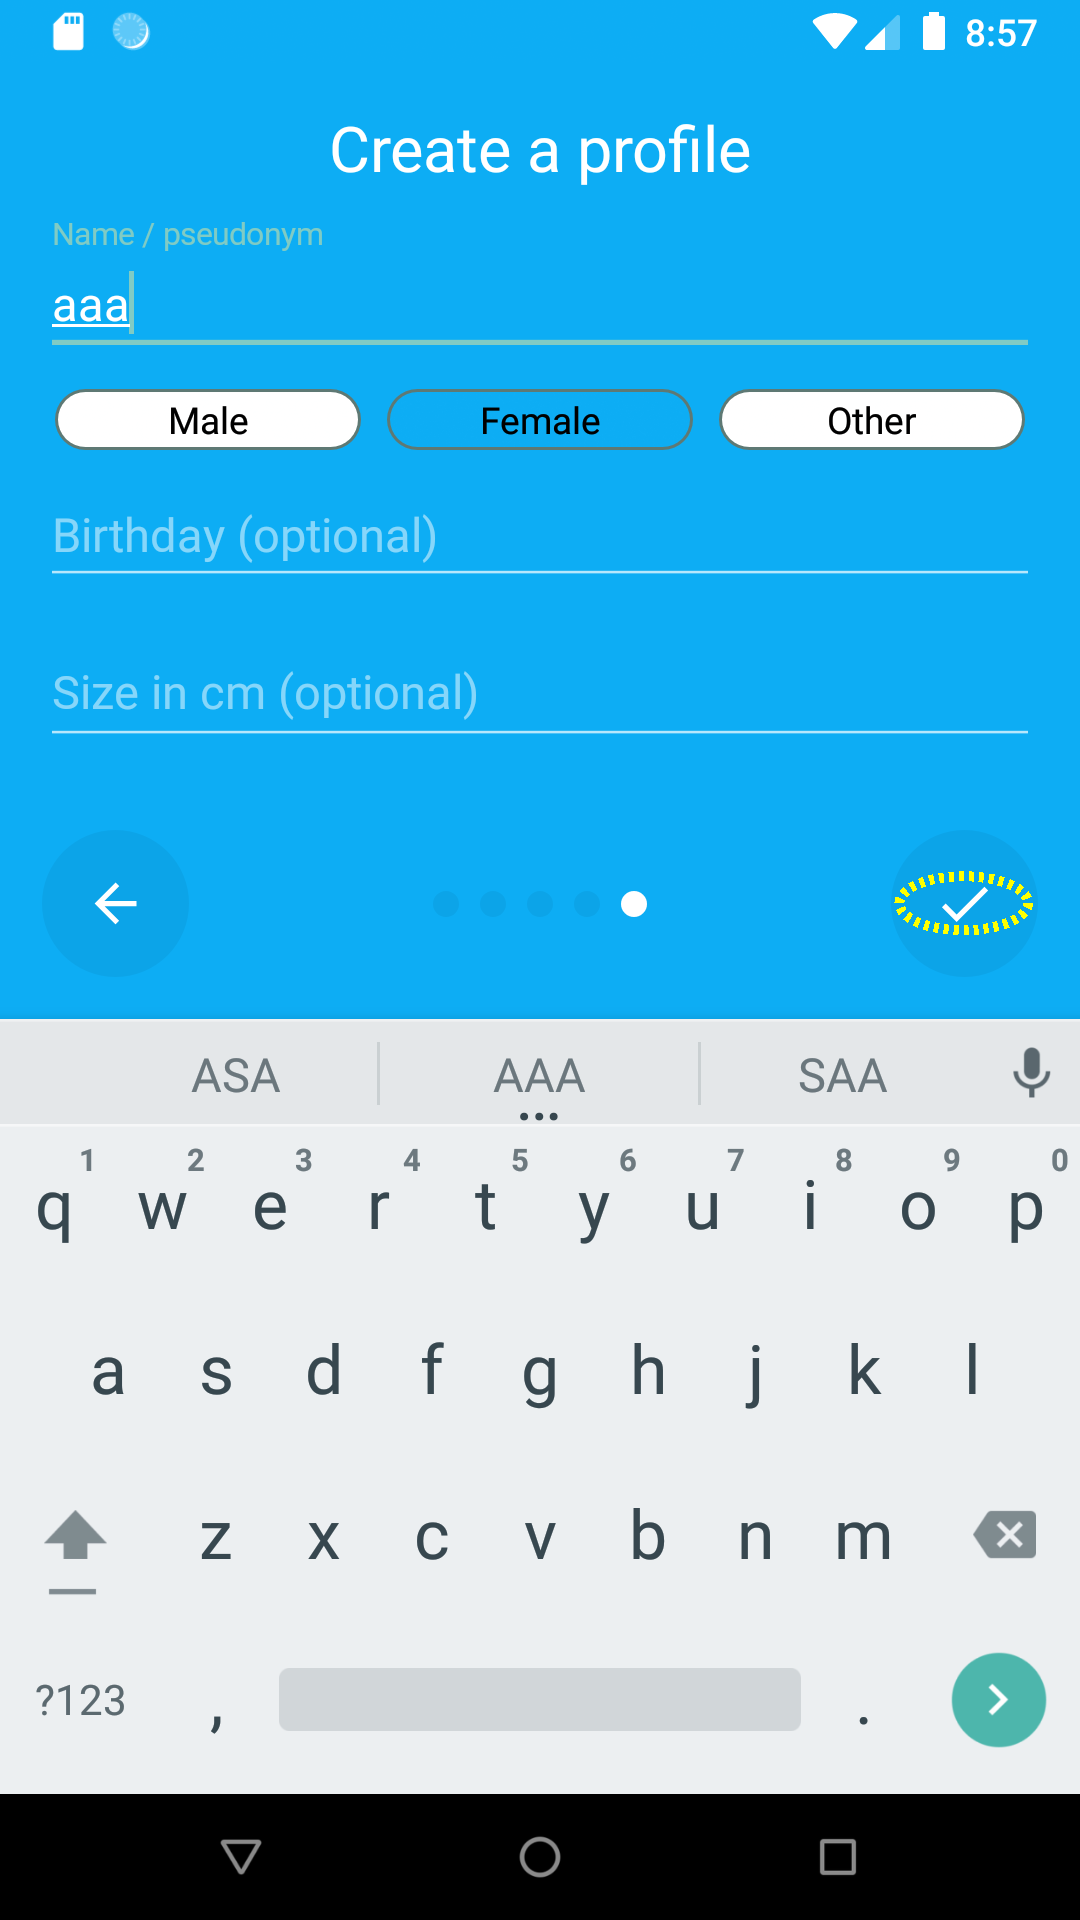 8:57
Create a profile
Name / pseudonym
aaa
Male Female Other
Birthday (optional)
Size in cm (optional)
ASA AAA SAA
1 2 3 4 5 6 7 8 9 0
q w e r t y u i o p
a s d f g h j k l
z x c v b n m
?123 , .